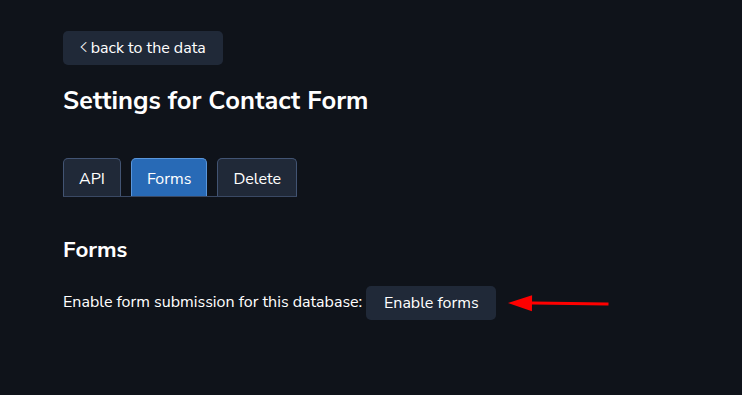 < back to the data
Settings for Contact Form
API Forms Delete
Forms
Enable form submission for this database: Enable forms